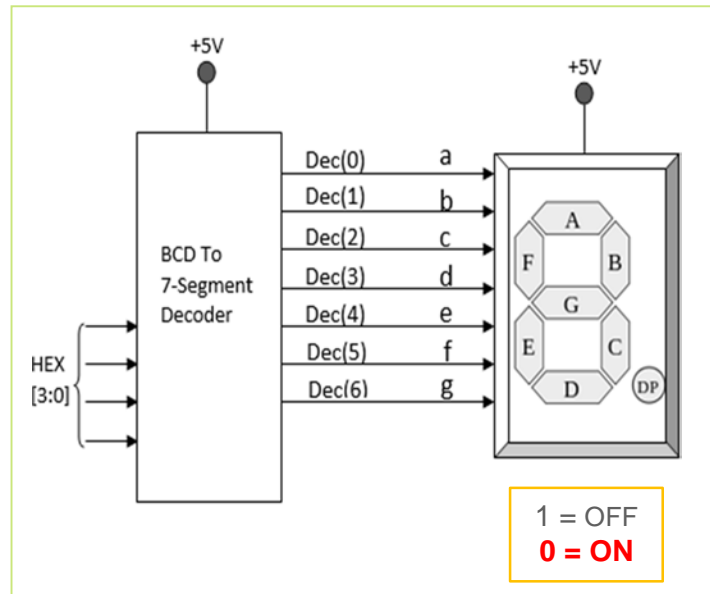 +5V
+5V
BCD To
7-Segment
Decoder
HEX
[3:0]
Dec(0) a
Dec(1) b
Dec(2) c
Dec(3) d
Dec(4) e
Dec(5) f
Dec(6) g
A
F B
G
E C
D DP
1 = OFF
0 = ON